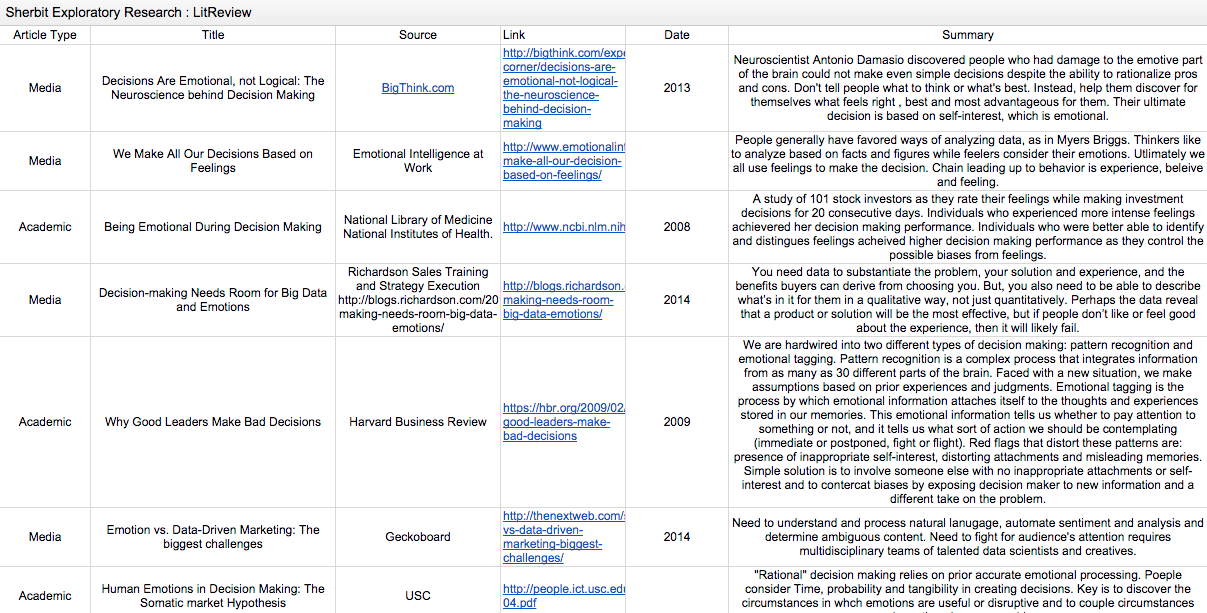 Sherbit Exploratory Research : LitReview
Article Type Title Source Link Date Summary
Media
Decisions Are Emotional, not Logical: The
Neuroscience behind Decision Making
BigThink.com
http://bigthink.com/expe
corner/decisions-are-
emotional-not-logical-
the-neuroscience-
behind-decision-
making
2013
Neuroscientist Antonio Damasio discovered people who had damage to the emotive part
of the brain could not make even simple decisions despite the ability to rationalize pros
and cons. Don't tell people what to think or what's best. Instead, help them discover for
themselves what feels right , best and most advantageous for them. Their ultimate
decision is based on self-interest, which is emotional.
Media
We Make All Our Decisions Based on
Feelings
Emotional Intelligence at
Work
http://www.emotionalint
make-all-our-decision-
based-on-feelings/
People generally have favored ways of analyzing data, as in Myers Briggs. Thinkers like
to analyze based on facts and figures while feelers consider their emotions. Utlimately we
all use feelings to make the decision. Chain leading up to behavior is experience, beleive
and feeling.
Academic
Being Emotional During Decision Making
National Library of Medicine
National Institutes of Health.
http://www.ncbi.nlm.nih
2008
A study of 101 stock investors as they rate their feelings while making investment
decisions for 20 consecutive days. Individuals who experienced more intense feelings
achievered her decision making performance. Individuals who were better able to identify
and distingues feelings acheived higher decision making performance as they control the
possible biases from feelings.
Media
Decision-making Needs Room for Big Data
and Emotions
Richardson Sales Training
and Strategy Execution
http://blogs.richardson.com/20
making-needs-room-big-data-
emotions/
http://blogs.richardson.
making-needs-room-
big-data-emotions/
2014
You need data to substantiate the problem, your solution and experience, and the
benefits buyers can derive from choosing you. But, you also need to be able to describe
what's in it for them in a qualitative way, not just quantitatively. Perhaps the data reveal
that a product or solution will be the most effective, but if people don't like or feel good
about the experience, then it will likely fail.
Academic
Why Good Leaders Make Bad Decisions
Harvard Business Review
https://hbr.org/2009/02/
good-leaders-make-
bad-decisions
2009
We are hardwired into two different types of decision making: pattern recognition and
emotional tagging. Pattern recognition is a complex process that integrates information
from as many as 30 different parts of the brain. Faced with a new situation, we make
assumptions based on prior experiences and judgments. Emotional tagging is the
process by which emotional information attaches itself to the thoughts and experiences
stored in our memories. This emotional information tells us whether to pay attention to
something or not, and it tells us what sort of action we should be contemplating
(immediate or postponed, fight or flight). Red flags that distort these patterns are:
presence of inappropriate self-interest, distorting attachments and misleading memories.
Simple solution is to involve someone else with no inappropriate attachments or self-
interest and to contercat biases by exposing decision maker to new information and a
different take on the problem.
Media
Emotion vs. Data-Driven Marketing: The
biggest challenges
Geckoboard
http://thenextweb.com/s
vs-data-driven-
marketing-biggest-
challenges/
2014
Need to understand and process natural lanugage, automate sentiment and analysis and
determine ambiguous content. Need to fight for audience's attention requires
multidisciplinary teams of talented data scientists and creatives.
Academic
Human Emotions in Decision Making: The
Somatic market Hypothesis
USC
http://people.ict.usc.edu
04.pdf
"Rational" decision making relies on prior accurate emotional processing. Poeple
consider Time, probability and tangibility in creating decisions. Key is to discover the
circumstances in whch emotions are useful or disruptive and to couple circumstances